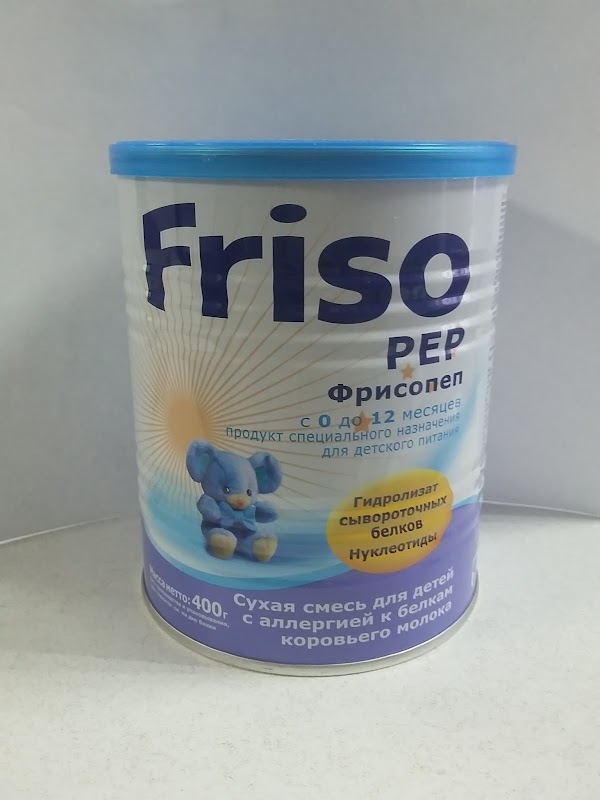 Friso
PEP
Фрисопеп
с 0 до 12 месяцев
продукт специального назначения
для детского питания
Гидролизат
сывороточных
белков
Нуклеотиды
Масса нетто: 400г
Сухая смесь для детей
с аллергией к белкам
коровьего молока